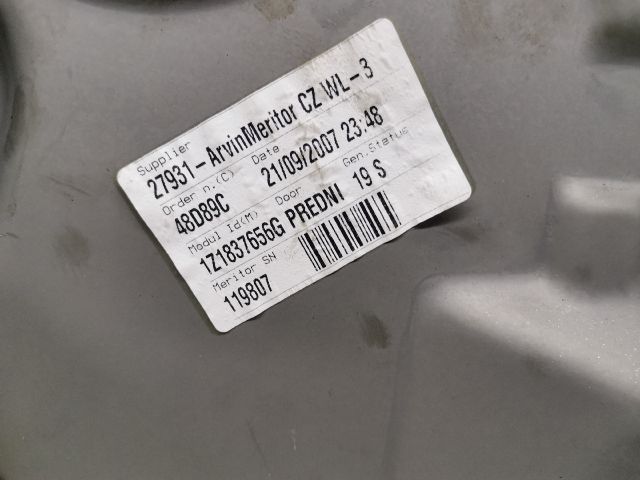 Supplier
27931-ArvinMeritor CZ WL-3
Order n.(C) Date
48D89C 21/09/2007 23:48
Modul Id(M) Door Gen.Status
1Z1837656G PREDNI 19 S
Meritor SN
119807